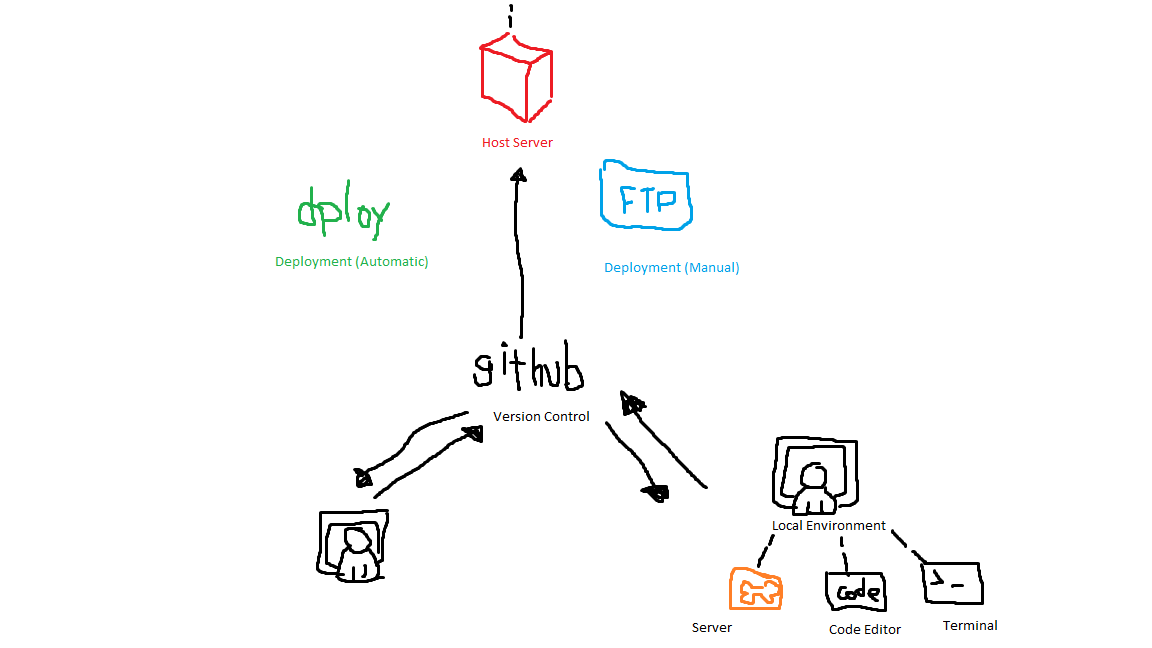 Host Server
dploy
FTP
Deployment (Automatic)
Deployment (Manual)
github
Version Control
Local Environment
code
>_
Server
Code Editor
Terminal